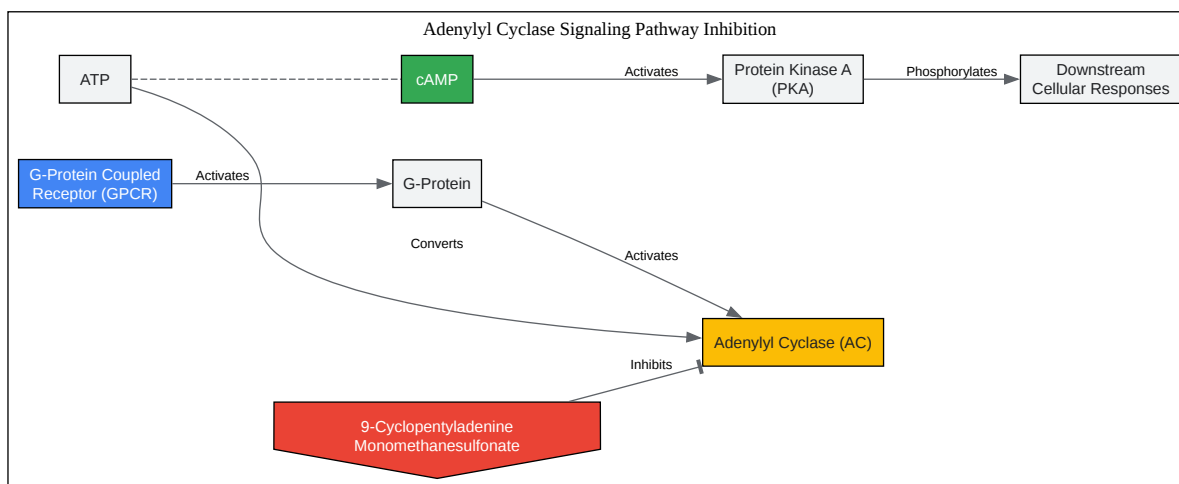 Adenylyl Cyclase Signaling Pathway Inhibition
ATP
cAMP
Activates
Protein Kinase A
(PKA)
Phosphorylates
Downstream
Cellular Responses
G-Protein Coupled
Receptor (GPCR)
Activates
G-Protein
Converts
Activates
Adenylyl Cyclase (AC)
Inhibits
9-Cyclopentyladenine
Monomethanesulfonate